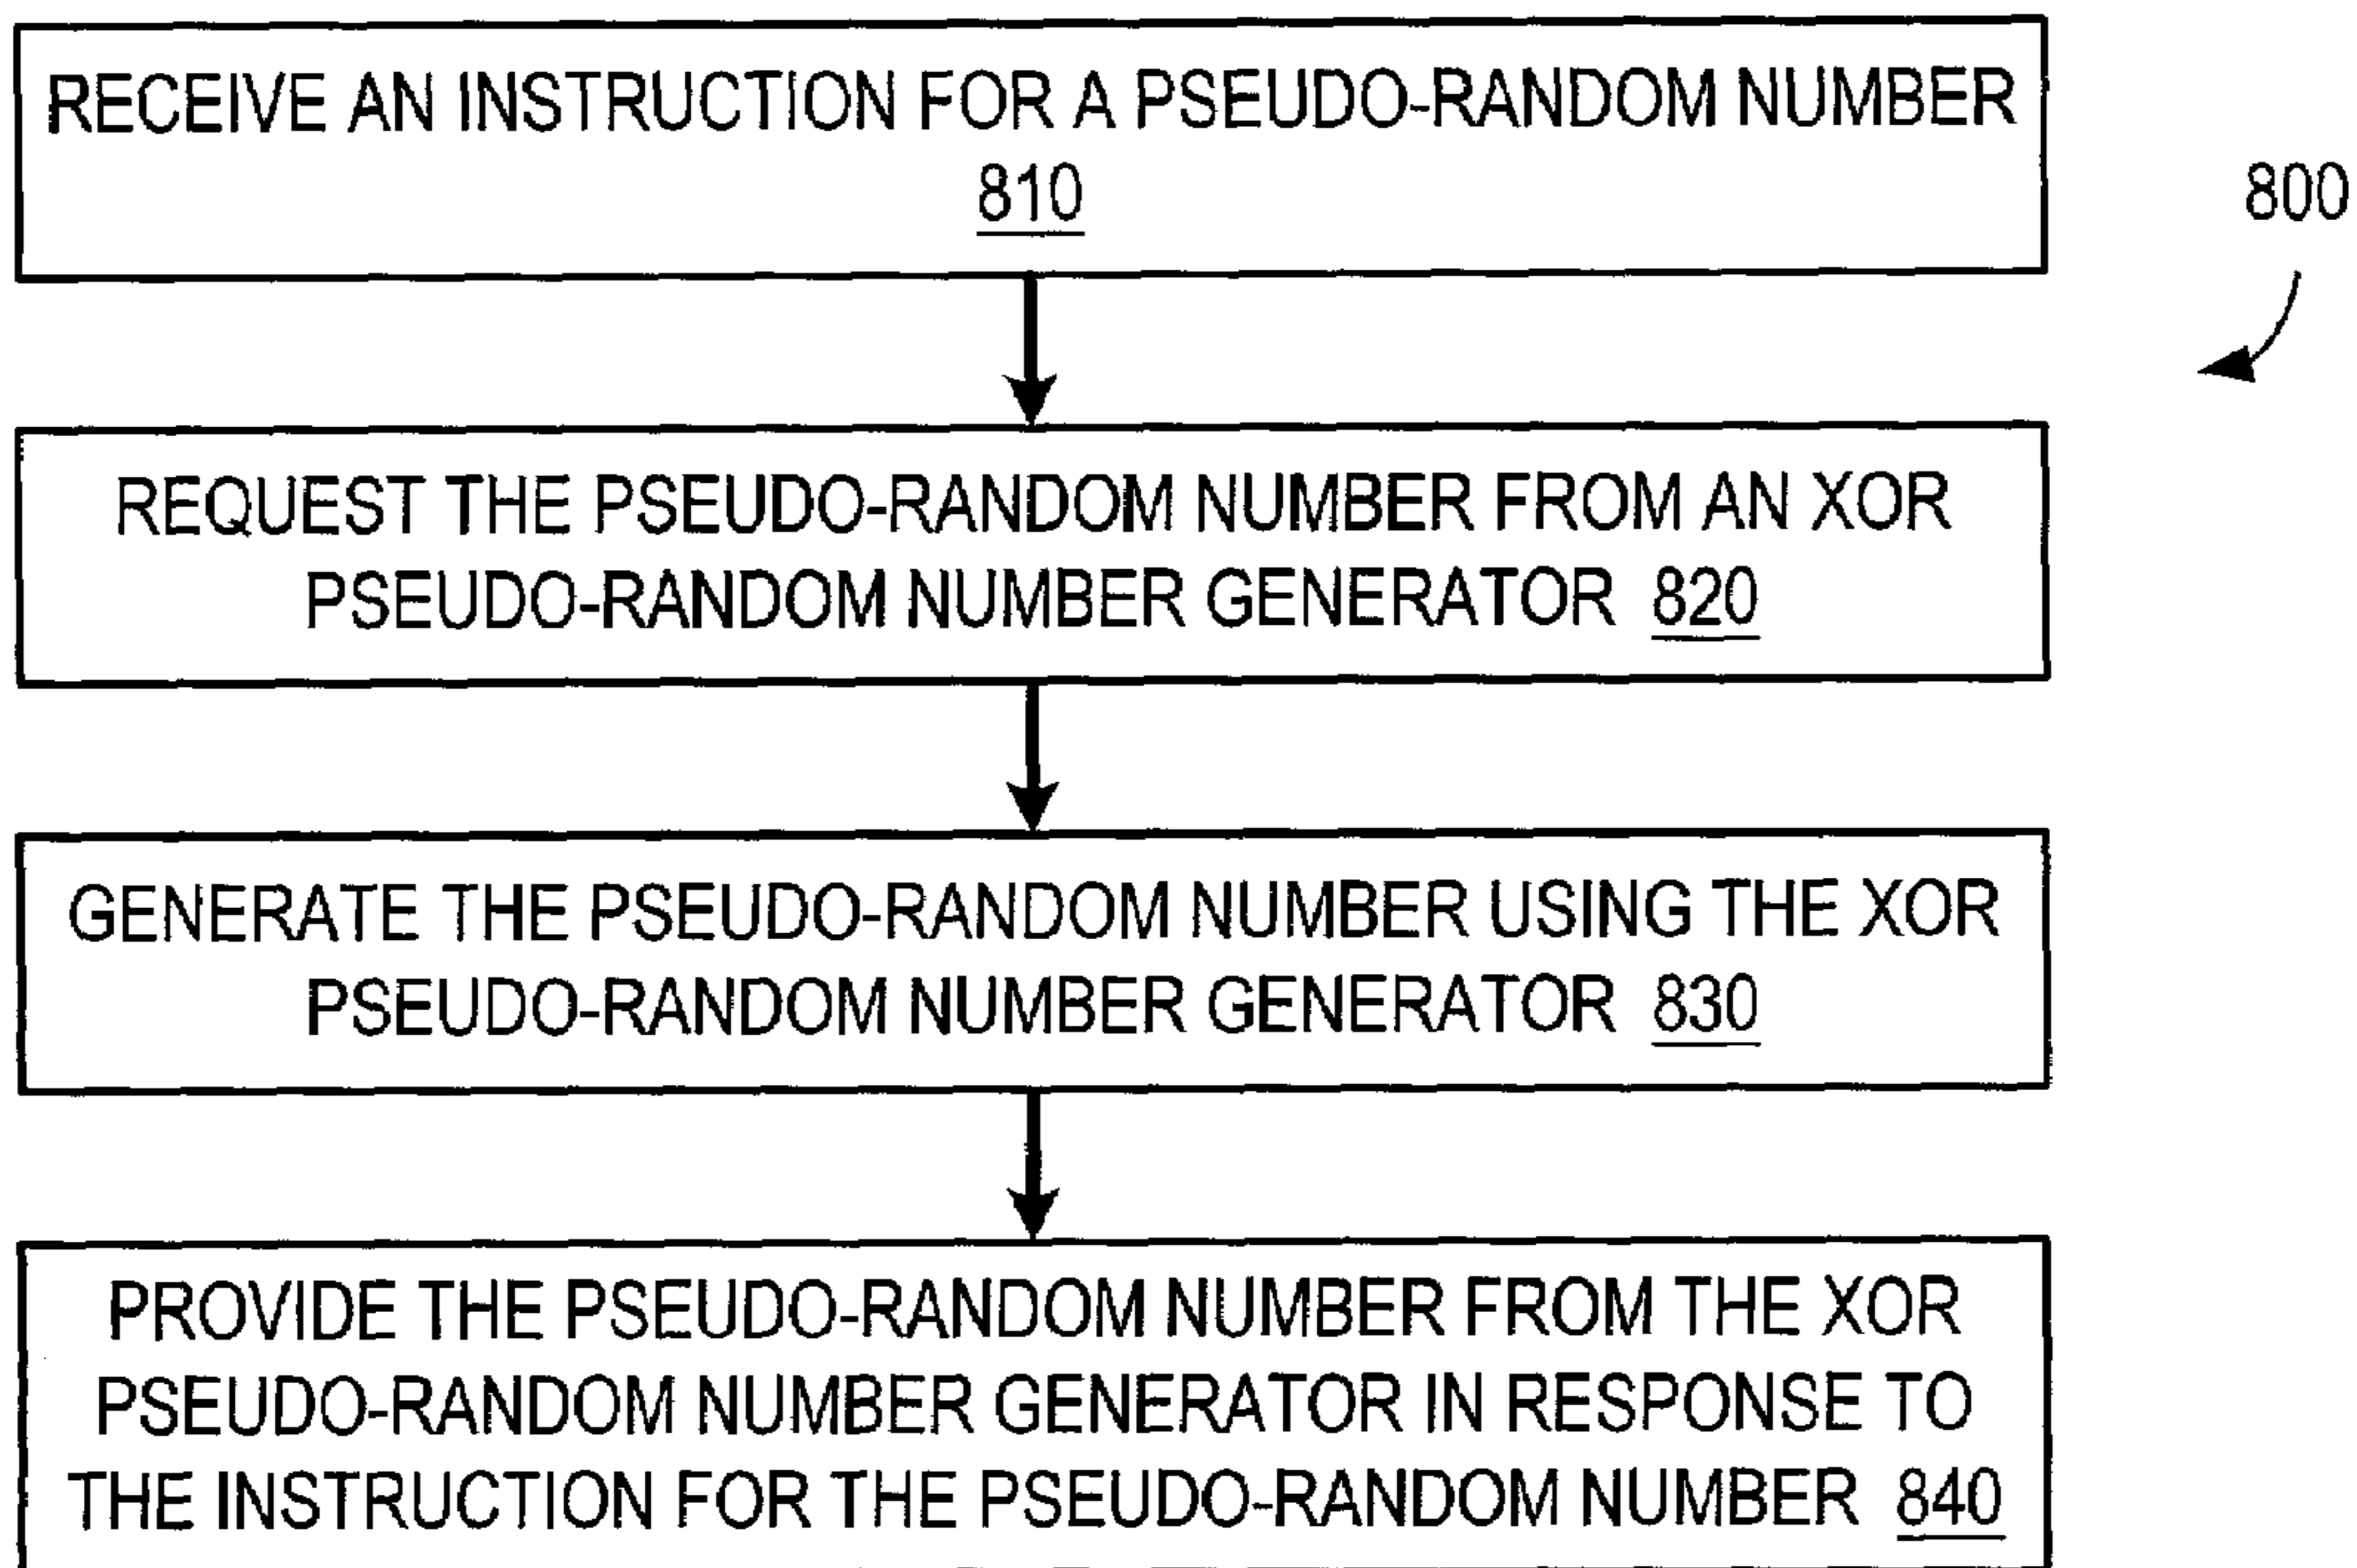 RECEIVE AN INSTRUCTION FOR A PSEUDO-RANDOM NUMBER
810
800
REQUEST THE PSEUDO-RANDOM NUMBER FROM AN XOR
PSEUDO-RANDOM NUMBER GENERATOR 820
GENERATE THE PSEUDO-RANDOM NUMBER USING THE XOR
PSEUDO-RANDOM NUMBER GENERATOR 830
PROVIDE THE PSEUDO-RANDOM NUMBER FROM THE XOR
PSEUDO-RANDOM NUMBER GENERATOR IN RESPONSE TO
THE INSTRUCTION FOR THE PSEUDO-RANDOM NUMBER 840